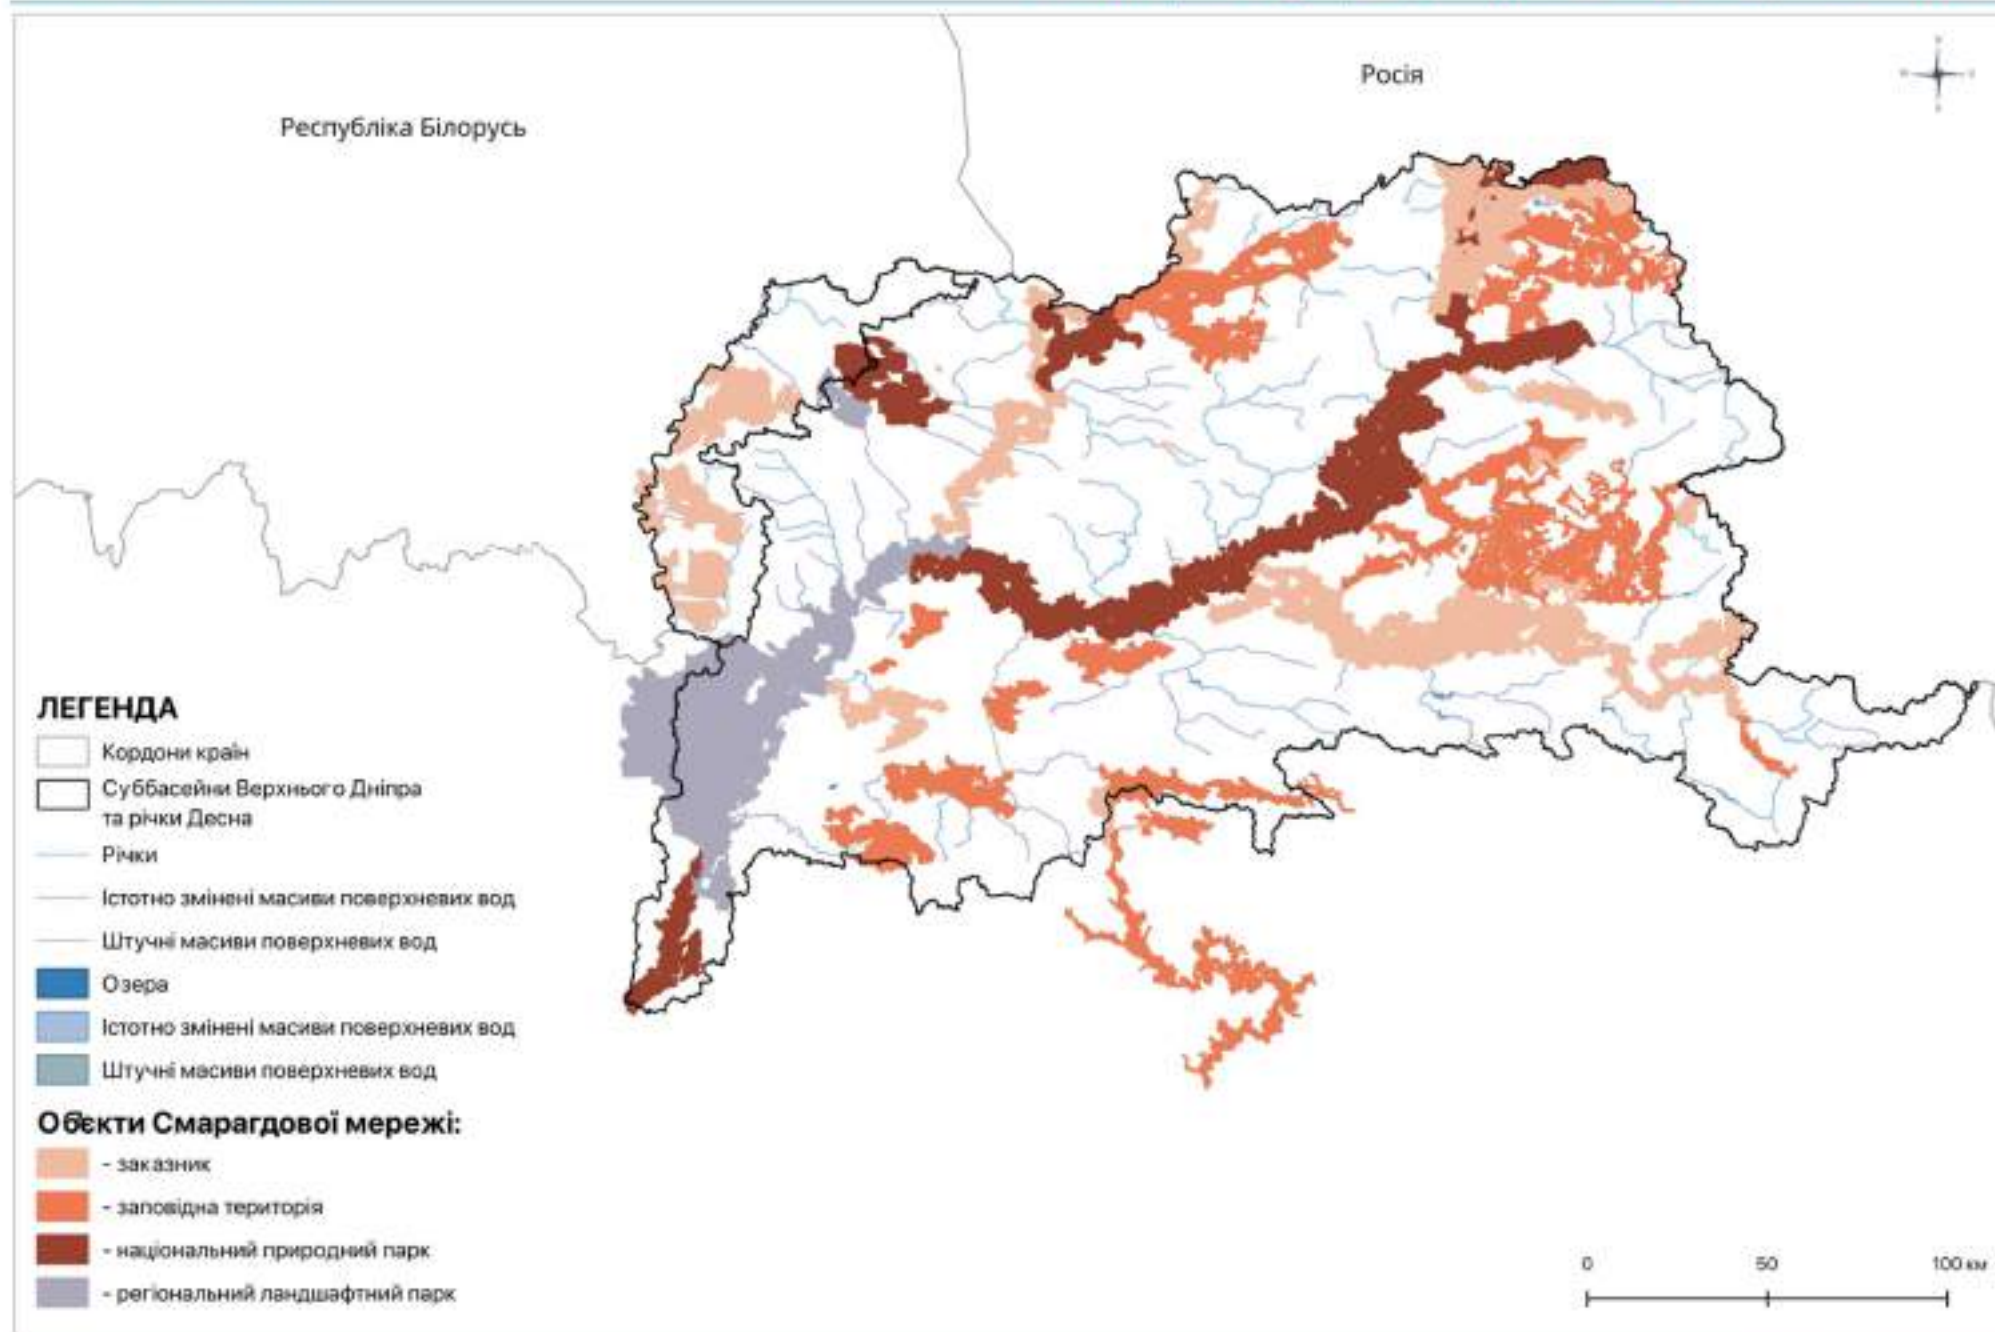 Росія
Республіка Білорусь
ЛЕГЕНДА
Кордони країн
Суббасейни Верхнього Дніпра
та річки Десна
Річки
Істотно змінені масиви поверхневих вод
Штучні масиви поверхневих вод
Озера
Істотно змінені масиви поверхневих вод
Штучні масиви поверхневих вод
Обєкти Смарагдової мережі:
- заказник
- заповідна територія
- національний природний парк
- регіональний ландшафтний парк
0 50 100 км